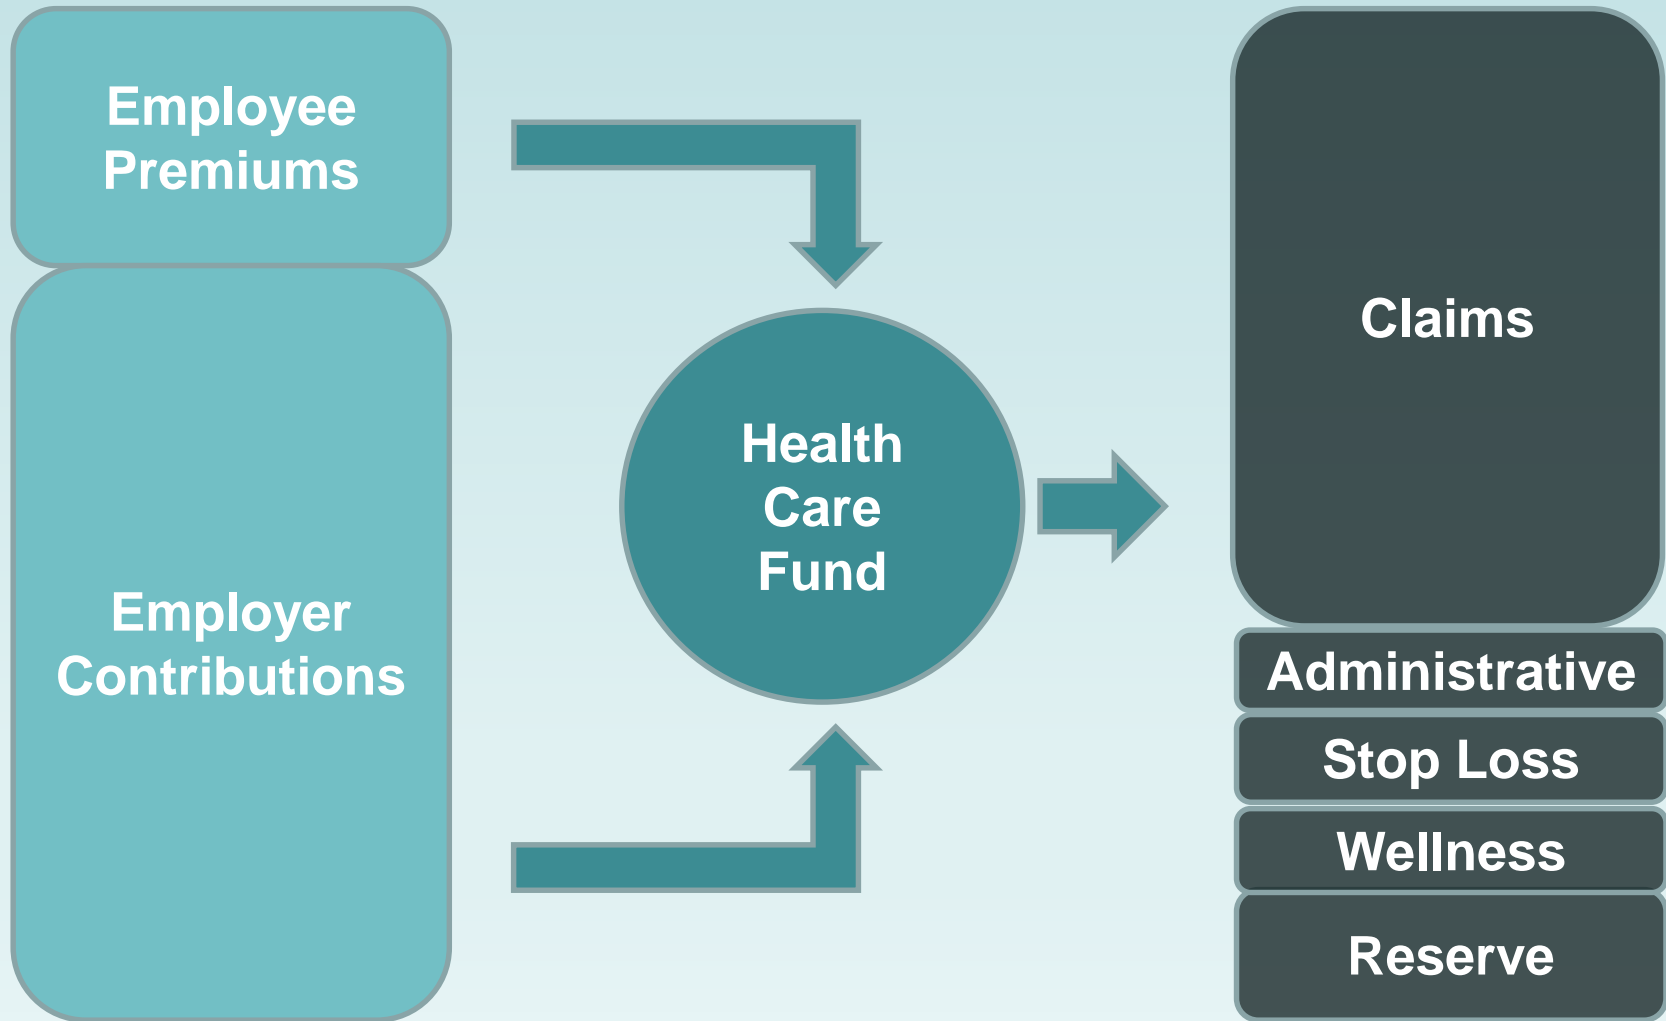 Employee
Premiums
Employer
Contributions
Health
Care
Fund
Claims
Administrative
Stop Loss
Wellness
Reserve